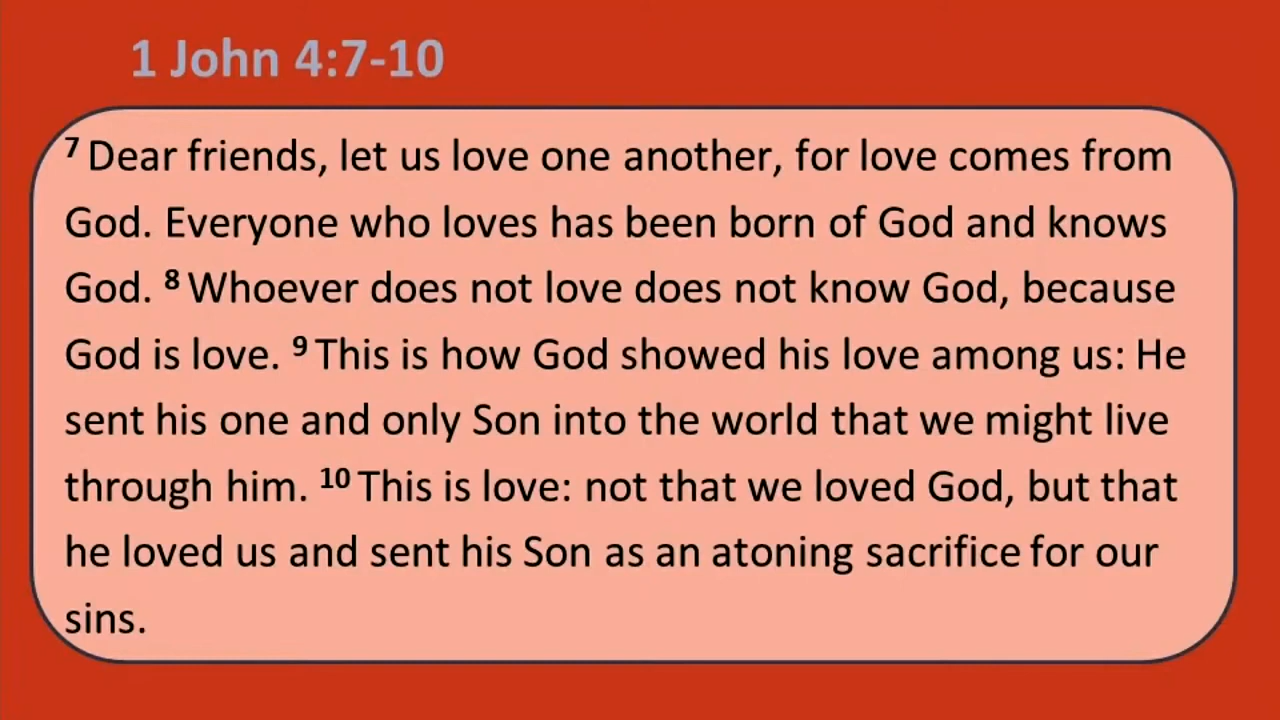 1 John 4:7-10
⁷ Dear friends, let us love one another, for love comes from
God. Everyone who loves has been born of God and knows
God. ⁸ Whoever does not love does not know God, because
God is love. ⁹ This is how God showed his love among us: He
sent his one and only Son into the world that we might live
through him. ¹⁰ This is love: not that we loved God, but that
he loved us and sent his Son as an atoning sacrifice for our
sins.